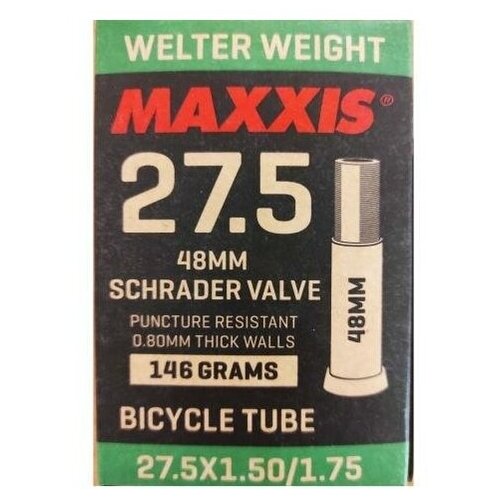 WELTER WEIGHT
MAXXIS®
27.5
48MM
SCHRADER VALVE
PUNCTURE RESISTANT
0.80MM THICK WALLS
146 GRAMS
48MM
BICYCLE TUBE
27.5X1.50/1.75